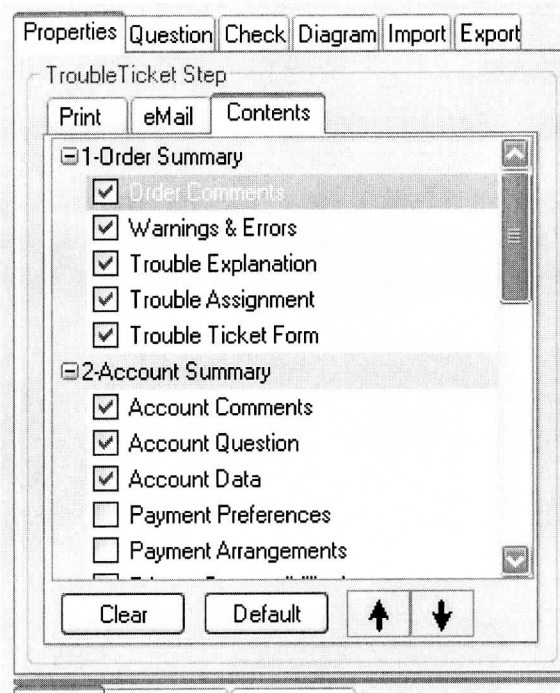 Properties Question Check Diagram Import Export
TroubleTicket Step
Print eMail Contents
1-Order Summary
Order Comments
Warnings & Errors
Trouble Explanation
Trouble Assignment
Trouble Ticket Form
2-Account Summary
Account Comments
Account Question
Account Data
Payment Preferences
Payment Arrangements
Clear Default